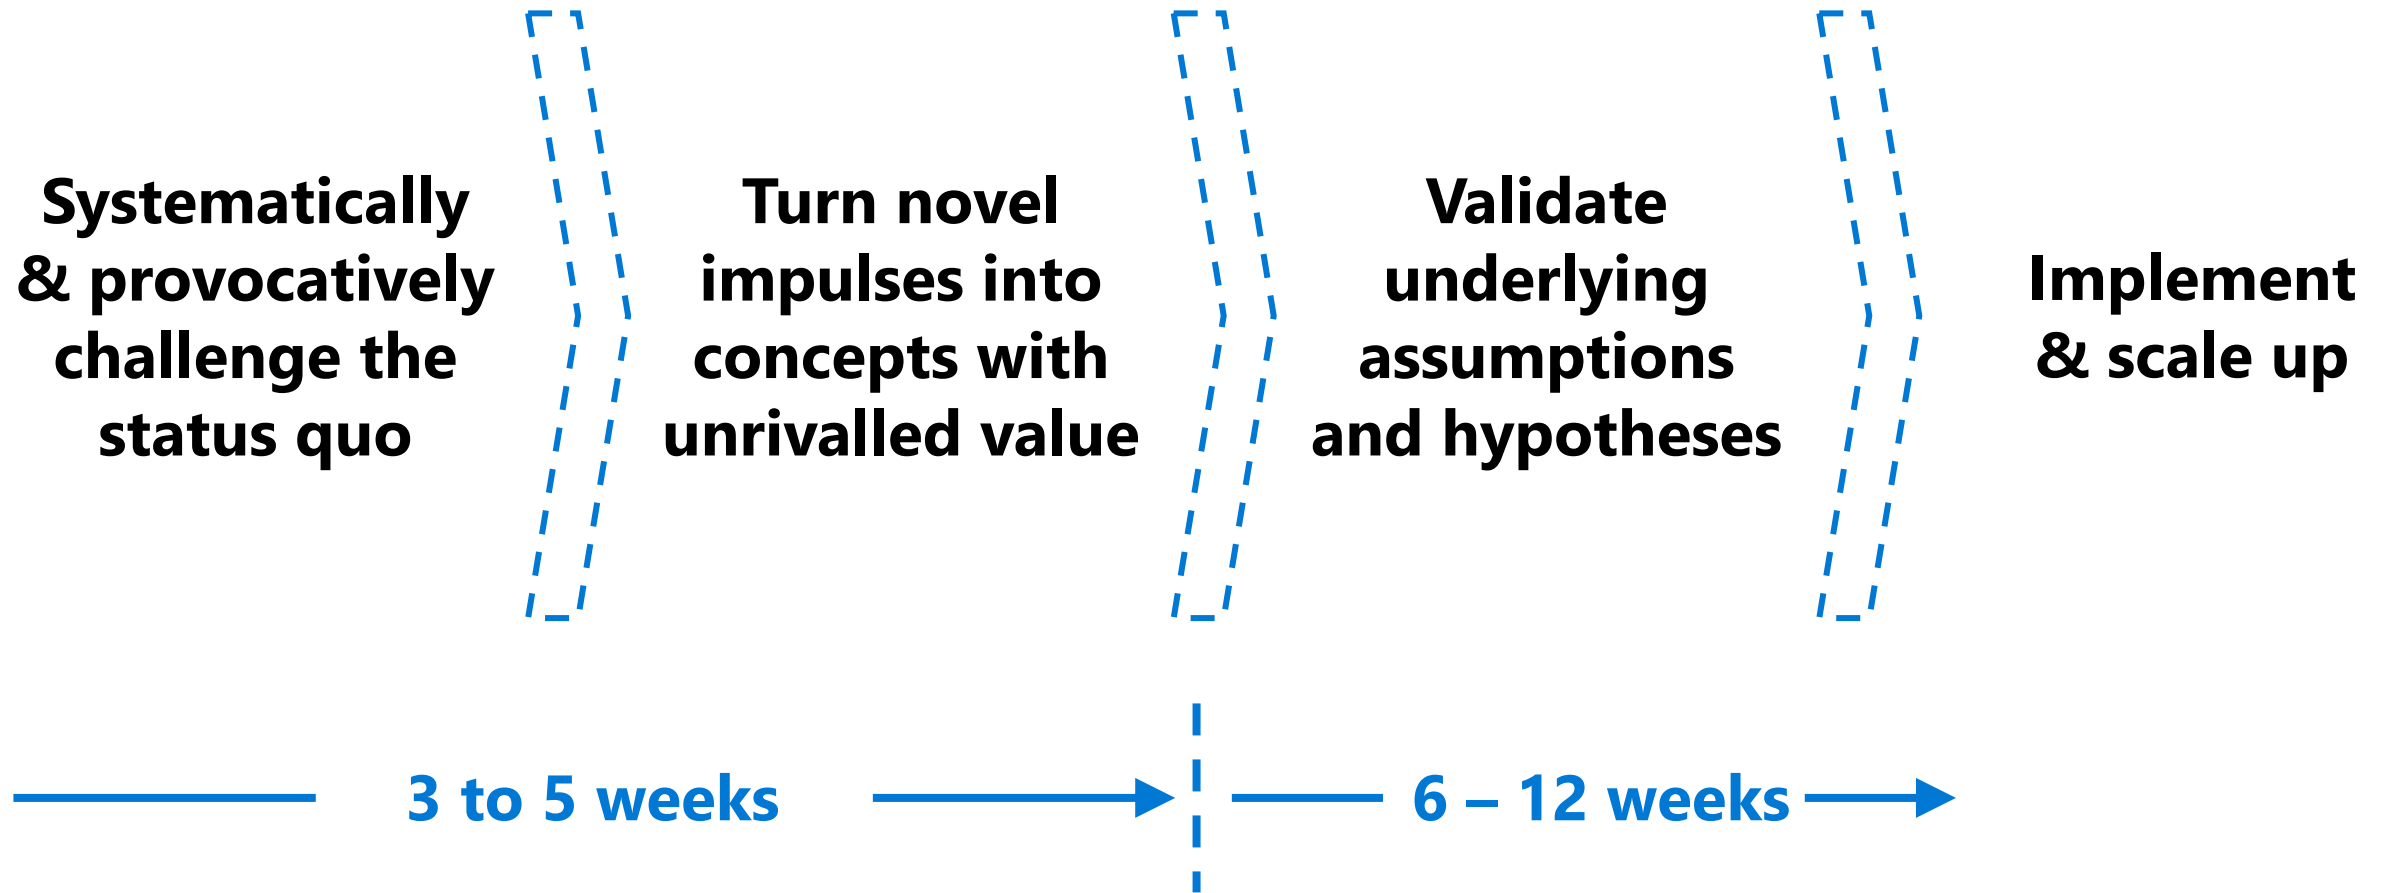 Systematically
& provocatively
challenge the
status quo
Turn novel
impulses into
concepts with
unrivalled value
Validate
underlying
assumptions
and hypotheses
Implement
& scale up
3 to 5 weeks
6 – 12 weeks